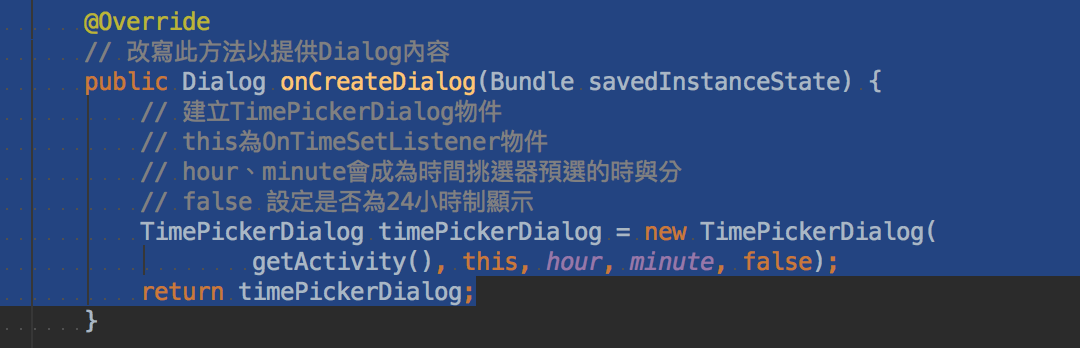 @Override
// 改寫此方法以提供Dialog內容
public Dialog onCreateDialog(Bundle savedInstanceState) {
// 建立TimePickerDialog物件
// this為OnTimeSetListener物件
// hour、minute會成為時間挑選器預選的時與分
// false 設定是否為24小時制顯示
TimePickerDialog timePickerDialog = new TimePickerDialog(
getActivity(), this, hour, minute, false);
return timePickerDialog;
}